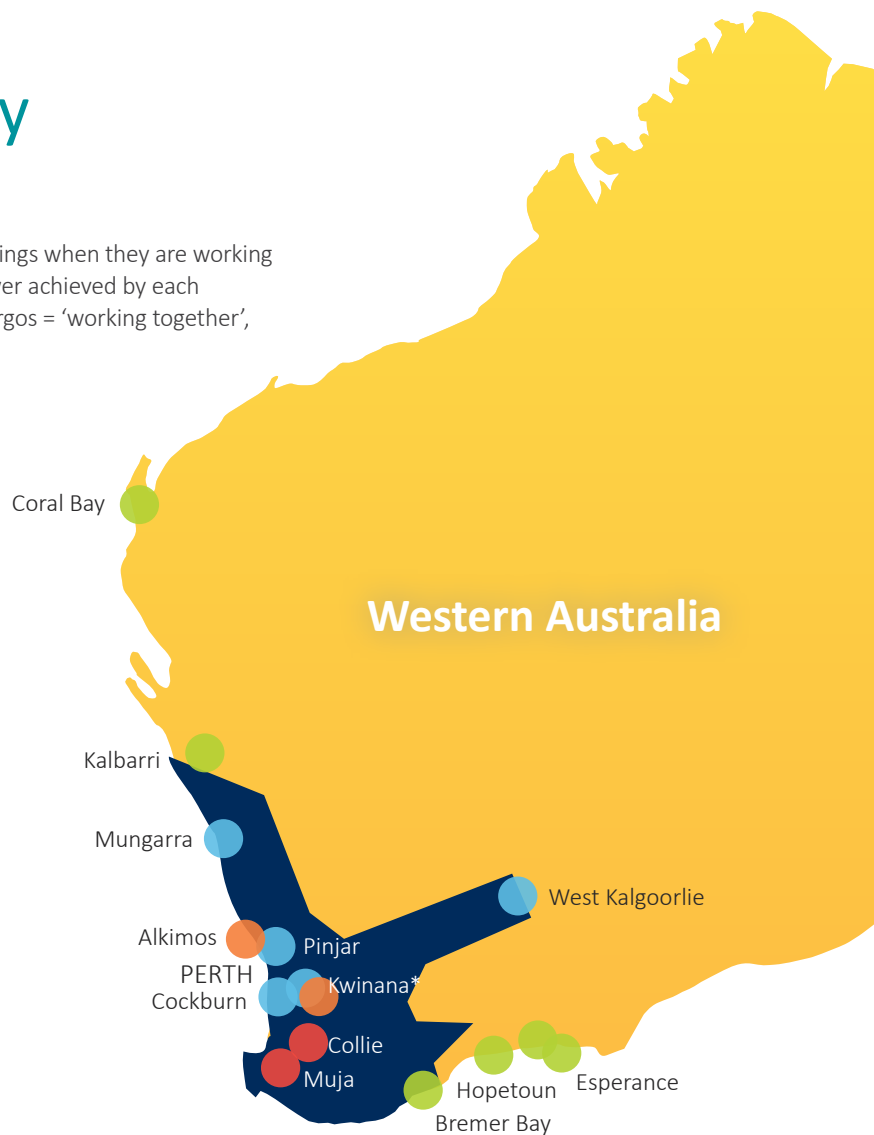 y
ings when they are working
ver achieved by each
rgos = ‘working together’,
Coral Bay
Western Australia
Kalbarri
Mungarra
West Kalgoorlie
Alkimos
Pinjar
PERTH
Kwinana*
Cockburn
Collie
Muja
Esperance
Hopetoun
Bremer Bay